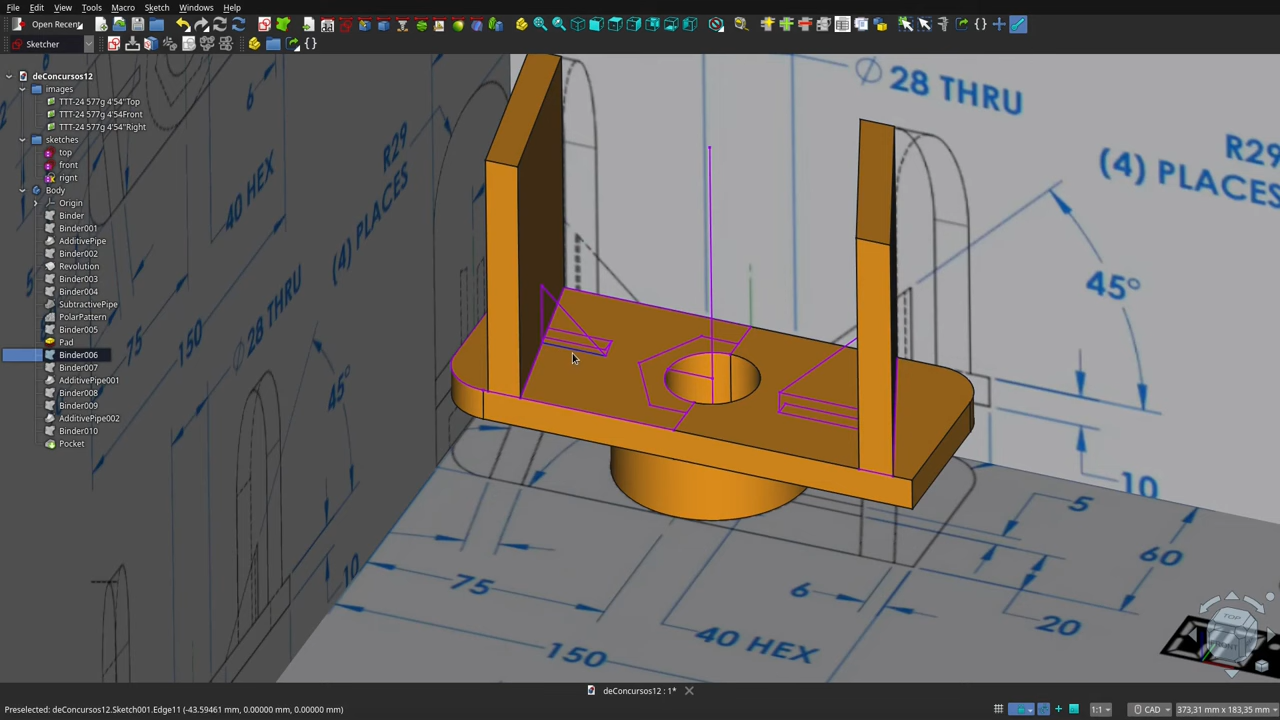 File Edit View Tools Macro Sketch Windows Help
Open Recent
Sketcher
deConcursos12
images
TTT-24 577g 4'54"Top
TTT-24 577g 4'54Front
TTT-24 577g 4'54"Right
sketches
top
front
right
Body
Origin
Binder
Binder001
AdditivePipe
Binder002
Revolution
Binder003
Binder004
SubtractivePipe
PolarPattern
Binder005
Pad
Binder006
Binder007
AdditivePipe001
Binder008
Binder009
AdditivePipe002
Binder010
Pocket
6
40 HEX
75
150
Ø 28 THRU
R29
(4) PLACES
45°
10
Ø 28 THRU
R29
(4) PLACES
45°
10
5
60
20
6
75
40 HEX
150
TOP
FRONT
deConcursos12 : 1*
Preselected: deConcursos12.Sketch001.Edge11 (-43.59461 mm, 0.00000 mm, 0.00000 mm)
1:1
CAD
373,31 mm x 183,35 mm